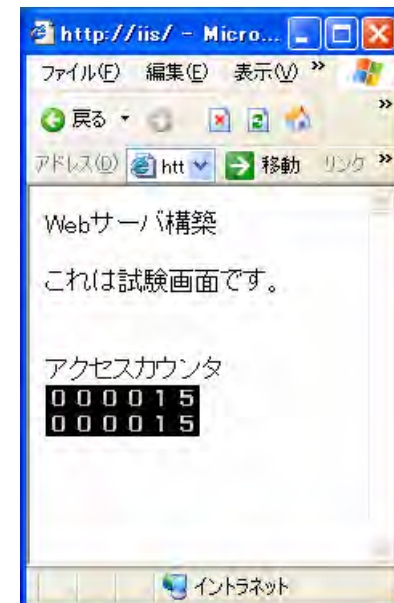 http://iis/ - Micro...
ファイル(F) 編集(E) 表示(V) »
戻る »
アドレス(D) htt 移動 リンク »
Webサーバ構築
これは試験画面です。
アクセスカウンタ
000015
000015
イントラネット